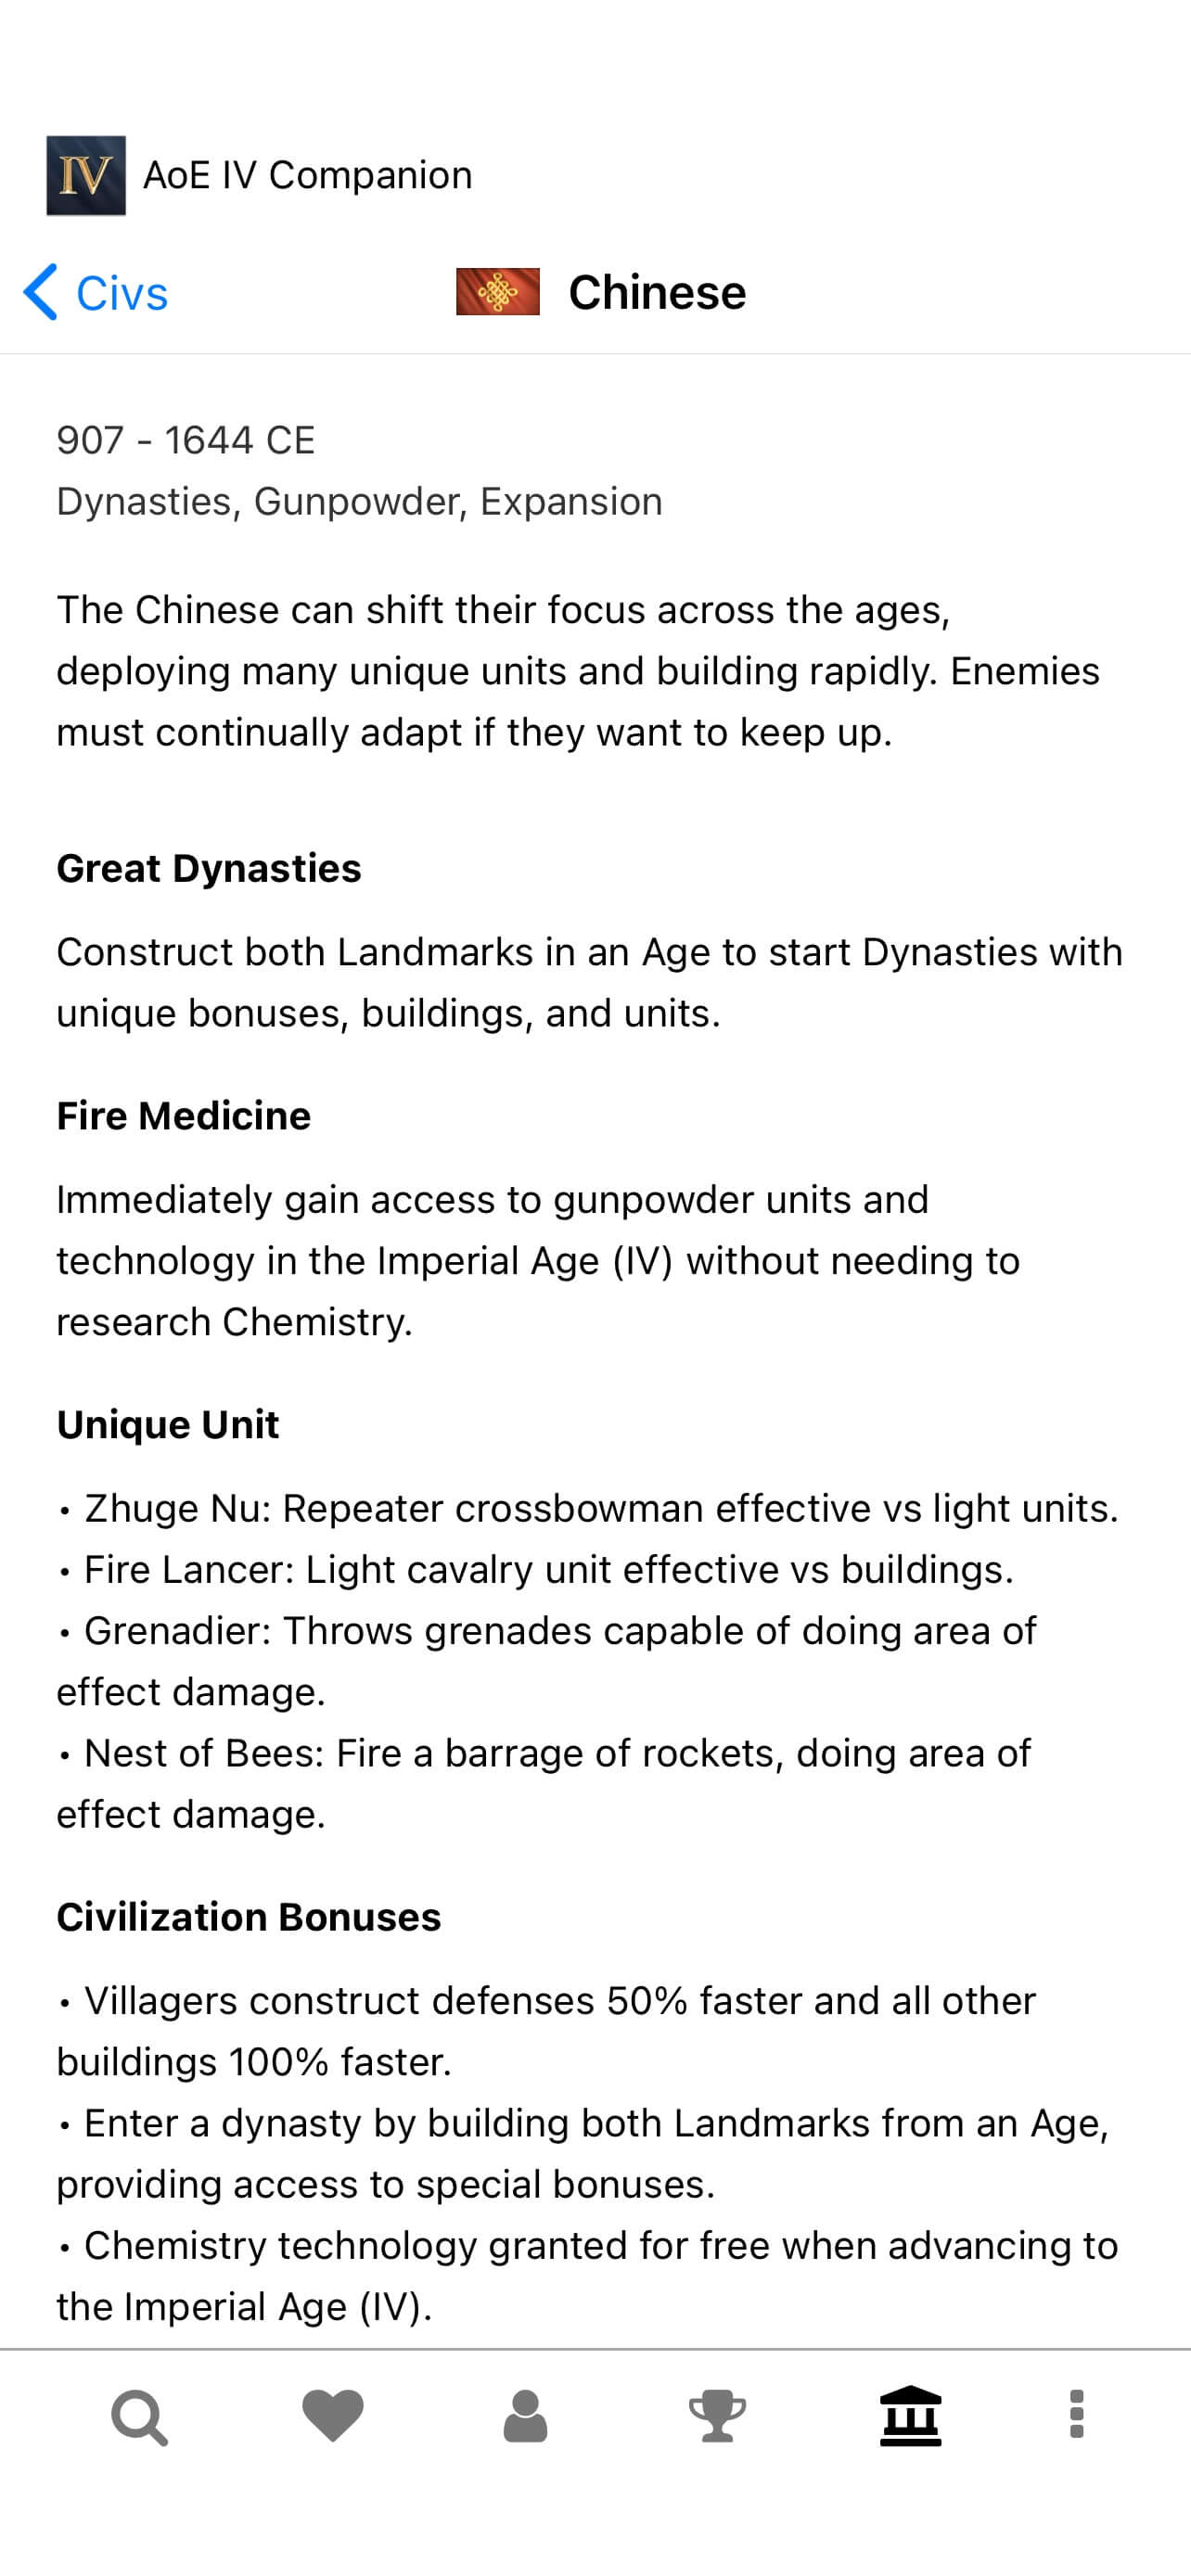 IV AoE IV Companion
Civs
Chinese
907 - 1644 CE
Dynasties, Gunpowder, Expansion
The Chinese can shift their focus across the ages,
deploying many unique units and building rapidly. Enemies
must continually adapt if they want to keep up.
Great Dynasties
Construct both Landmarks in an Age to start Dynasties with
unique bonuses, buildings, and units.
Fire Medicine
Immediately gain access to gunpowder units and
technology in the Imperial Age (IV) without needing to
research Chemistry.
Unique Unit
• Zhuge Nu: Repeater crossbowman effective vs light units.
• Fire Lancer: Light cavalry unit effective vs buildings.
• Grenadier: Throws grenades capable of doing area of
effect damage.
• Nest of Bees: Fire a barrage of rockets, doing area of
effect damage.
Civilization Bonuses
• Villagers construct defenses 50% faster and all other
buildings 100% faster.
• Enter a dynasty by building both Landmarks from an Age,
providing access to special bonuses.
• Chemistry technology granted for free when advancing to
the Imperial Age (IV).